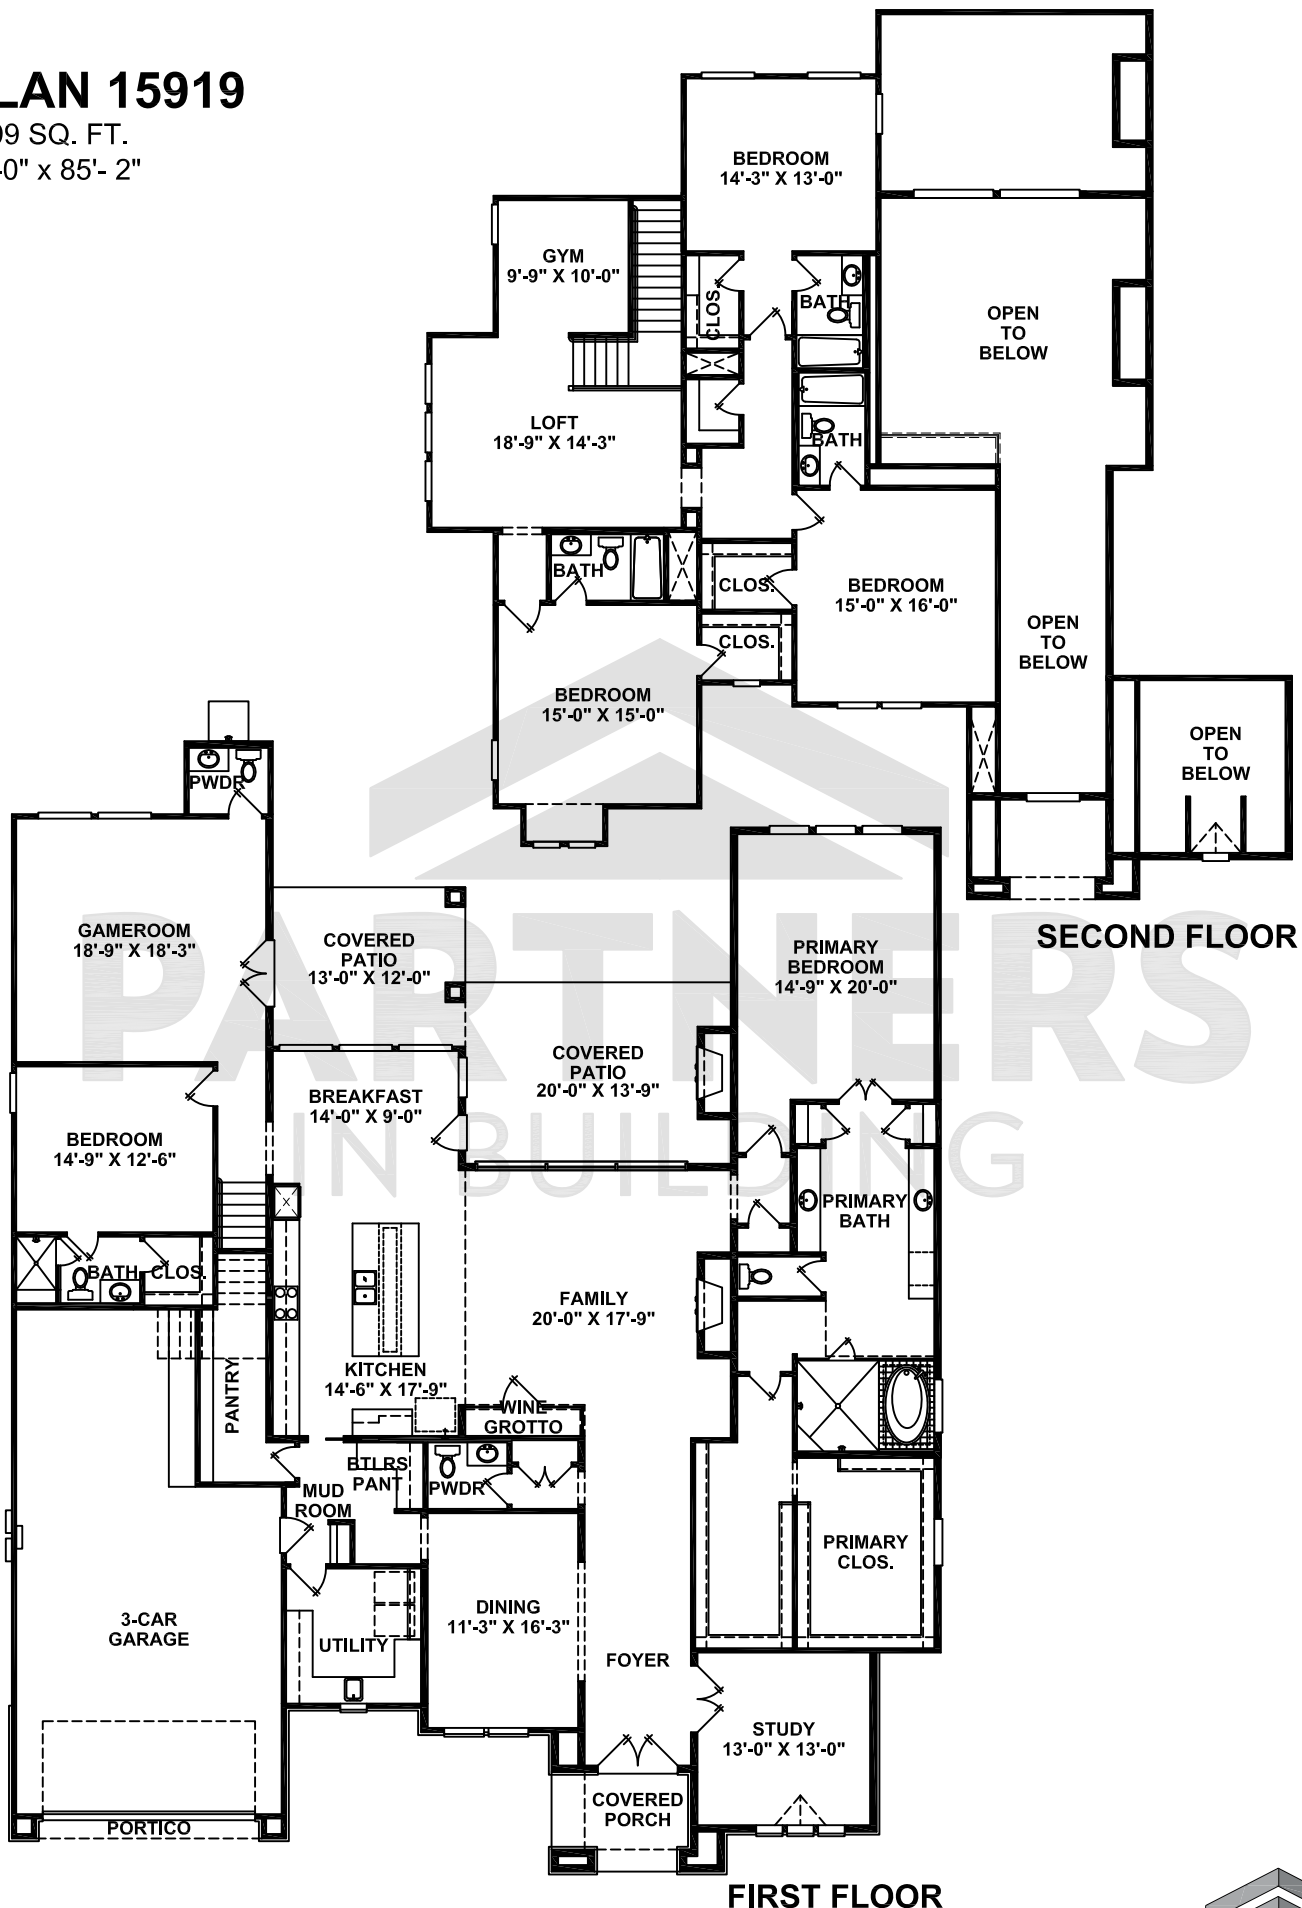 LAN 15919
99 SQ. FT.
-0" x 85'- 2"
BEDROOM
14'-3" X 13'-0"
GYM
9'-9" X 10'-0"
CLOS.
BATH
OPEN
TO
BELOW
LOFT
18'-9" X 14'-3"
BATH
BATH
CLOS.
BEDROOM
15'-0" X 16'-0"
CLOS.
OPEN
TO
BELOW
BEDROOM
15'-0" X 15'-0"
OPEN
TO
BELOW
SECOND FLOOR
PWDR
GAMEROOM
18'-9" X 18'-3"
COVERED
PATIO
13'-0" X 12'-0"
PRIMARY
BEDROOM
14'-9" X 20'-0"
PARTNERS
IN BUILDING
COVERED
PATIO
20'-0" X 13'-9"
BREAKFAST
14'-0" X 9'-0"
BEDROOM
14'-9" X 12'-6"
PRIMARY
BATH
BATH
CLOS.
FAMILY
20'-0" X 17'-9"
KITCHEN
14'-6" X 17'-9"
PANTRY
WINE
GROTTO
BTLRS
PANT
PWDR
MUD
ROOM
PRIMARY
CLOS.
3-CAR
GARAGE
DINING
11'-3" X 16'-3"
UTILITY
FOYER
STUDY
13'-0" X 13'-0"
COVERED
PORCH
PORTICO
FIRST FLOOR